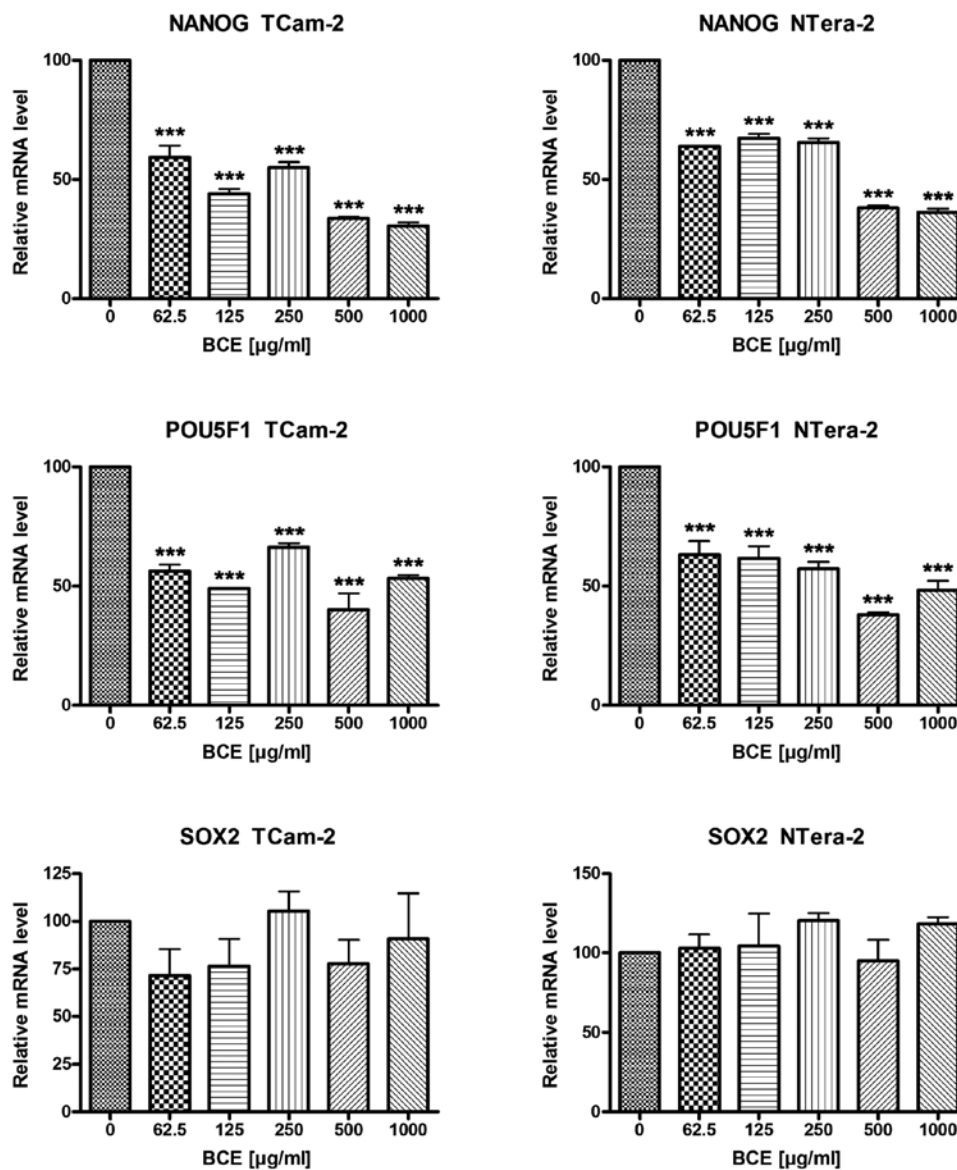 NANOG TCam-2
Relative mRNA level
100
50
0
***
***
***
***
***
0 62.5 125 250 500 1000
BCE [µg/ml]
NANOG NTera-2
Relative mRNA level
100
50
0
***
***
***
***
***
0 62.5 125 250 500 1000
BCE [µg/ml]
POU5F1 TCam-2
Relative mRNA level
100
50
0
***
***
***
***
***
0 62.5 125 250 500 1000
BCE [µg/ml]
POU5F1 NTera-2
Relative mRNA level
100
50
0
***
***
***
***
***
0 62.5 125 250 500 1000
BCE [µg/ml]
SOX2 TCam-2
Relative mRNA level
125
100
75
50
25
0
0 62.5 125 250 500 1000
BCE [µg/ml]
SOX2 NTera-2
Relative mRNA level
150
100
50
0
0 62.5 125 250 500 1000
BCE [µg/ml]